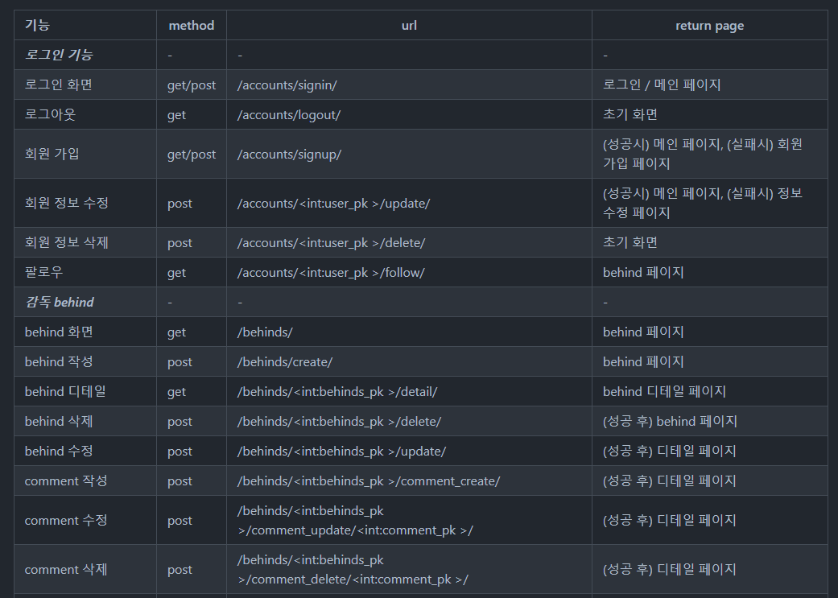 기능 method url return page
로그인 기능 - - -
로그인 화면 get/post /accounts/signin/ 로그인 / 메인 페이지
로그아웃 get /accounts/logout/ 초기 화면
회원 가입 get/post /accounts/signup/ (성공시) 메인 페이지, (실패시) 회원
가입 페이지
회원 정보 수정 post /accounts/<int:user_pk >/update/ (성공시) 메인 페이지, (실패시) 정보
수정 페이지
회원 정보 삭제 post /accounts/<int:user_pk >/delete/ 초기 화면
팔로우 get /accounts/<int:user_pk >/follow/ behind 페이지
감독 behind - - -
behind 화면 get /behinds/ behind 페이지
behind 작성 post /behinds/create/ behind 페이지
behind 디테일 get /behinds/<int:behinds_pk >/detail/ behind 디테일 페이지
behind 삭제 post /behinds/<int:behinds_pk >/delete/ (성공 후) behind 페이지
behind 수정 post /behinds/<int:behinds_pk >/update/ (성공 후) 디테일 페이지
comment 작성 post /behinds/<int:behinds_pk >/comment_create/ (성공 후) 디테일 페이지
comment 수정 post /behinds/<int:behinds_pk
>/comment_update/<int:comment_pk >/ (성공 후) 디테일 페이지
comment 삭제 post /behinds/<int:behinds_pk
>/comment_delete/<int:comment_pk >/ (성공 후) 디테일 페이지